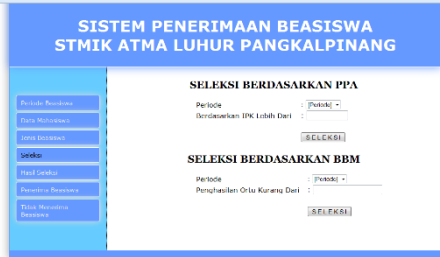 SISTEM PENERIMAAN BEASISWA
STMIK ATMA LUHUR PANGKALPINANG
Periode Beasiswa
Data Mahasiswa
Jenis Beasiswa
Seleksi
Hasil Seleksi
Penerima Beasiswa
Tidak Menerima
Beasiswa
SELEKSI BERDASARKAN PPA
Periode : [Periode]
Berdasarkan IPK Lebih Dari :
SELEKSI
SELEKSI BERDASARKAN BBM
Periode : [Periode]
Penghasilan Ortu Kurang Dari :
SELEKSI